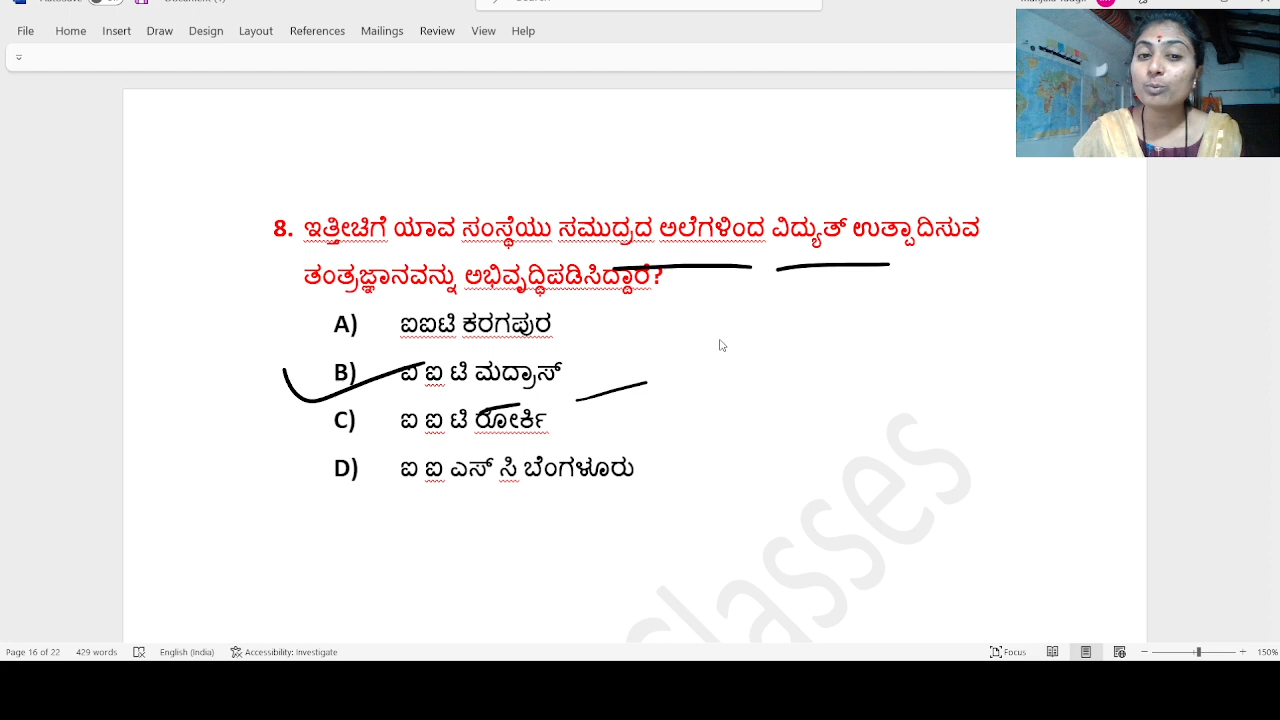 File Home Insert Draw Design Layout References Mailings Review View Help
8. ಇತ್ತೀಚಿಗೆ ಯಾವ ಸಂಸ್ಥೆಯು ಸಮುದ್ರದ ಅಲೆಗಳಿಂದ ವಿದ್ಯುತ್ ಉತ್ಪಾದಿಸುವ
ತಂತ್ರಜ್ಞಾನವನ್ನು ಅಭಿವೃದ್ಧಿಪಡಿಸಿದ್ದಾರೆ?
A) ಐಐಟಿ ಕರಗಪುರ
B) ಐ ಐ ಟಿ ಮದ್ರಾಸ್
C) ಐ ಐ ಟಿ ರೋರ್ಕಿ
D) ಐ ಐ ಎಸ್ ಸಿ ಬೆಂಗಳೂರು
classes
Page 16 of 22 429 words English (India) Accessibility: Investigate Focus 150%